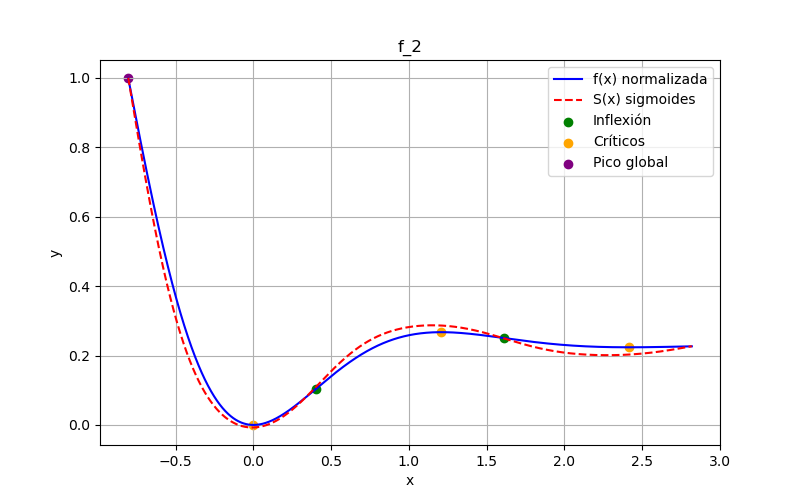 f_2
f(x) normalizada
S(x) sigmoides
Inflexión
Críticos
Pico global
1.0
0.8
0.6
0.4
0.2
0.0
y
−0.5
0.0
0.5
1.0
1.5
2.0
2.5
3.0
x